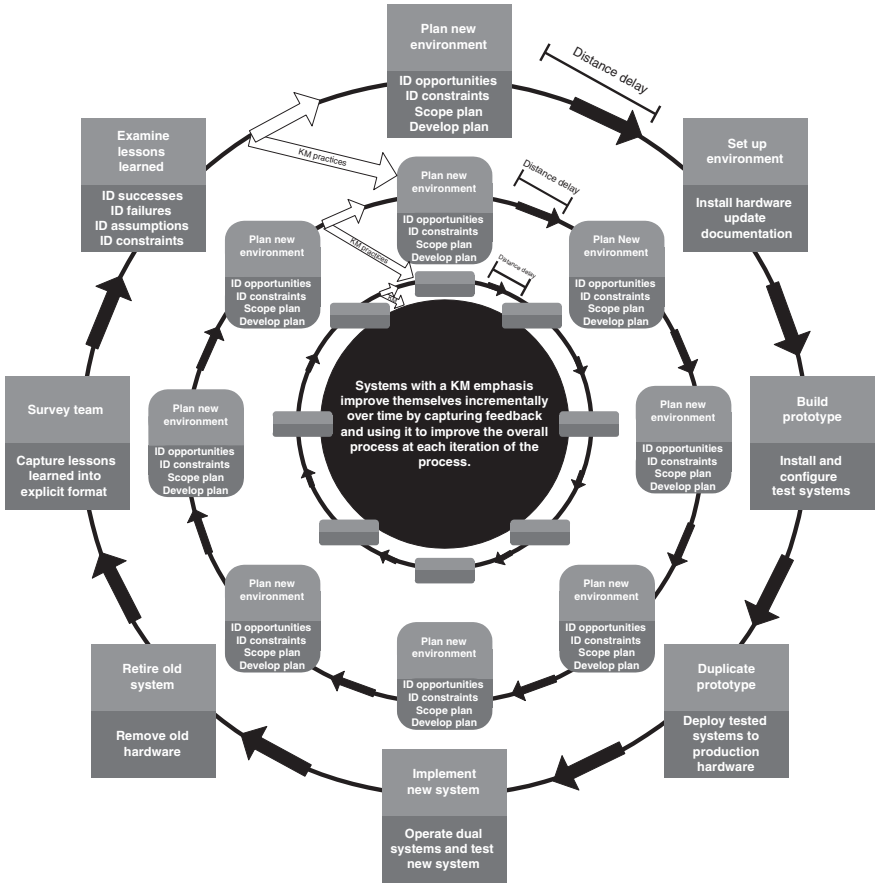 Plan new
environment
ID opportunities
ID constraints
Scope plan
Develop plan
Distance delay
Set up
environment
Install hardware
update
documentation
Build
prototype
Install and
configure
test systems
Duplicate
prototype
Deploy tested
systems to
production
hardware
Implement
new system
Operate dual
systems and test
new system
Retire old
system
Remove old
hardware
Survey team
Capture lessons
learned into
explicit format
Examine
lessons
learned
ID successes
ID failures
ID assumptions
ID constraints
KM practices
Plan new
environment
ID opportunities
ID constraints
Scope plan
Develop plan
Distance delay
Plan New
environment
ID opportunities
ID constraints
Scope plan
Develop plan
Plan new
environment
ID opportunities
ID constraints
Scope plan
Develop plan
Plan new
environment
ID opportunities
ID constraints
Scope plan
Develop plan
Plan new
environment
ID opportunities
ID constraints
Scope plan
Develop plan
Plan new
environment
ID opportunities
ID constraints
Scope plan
Develop plan
Plan new
environment
ID opportunities
ID constraints
Scope plan
Develop plan
Plan new
environment
ID opportunities
ID constraints
Scope plan
Develop plan
KM practices
Distance delay
Systems with a KM emphasis
improve themselves incrementally
over time by capturing feedback
and using it to improve the overall
process at each iteration of the
process.